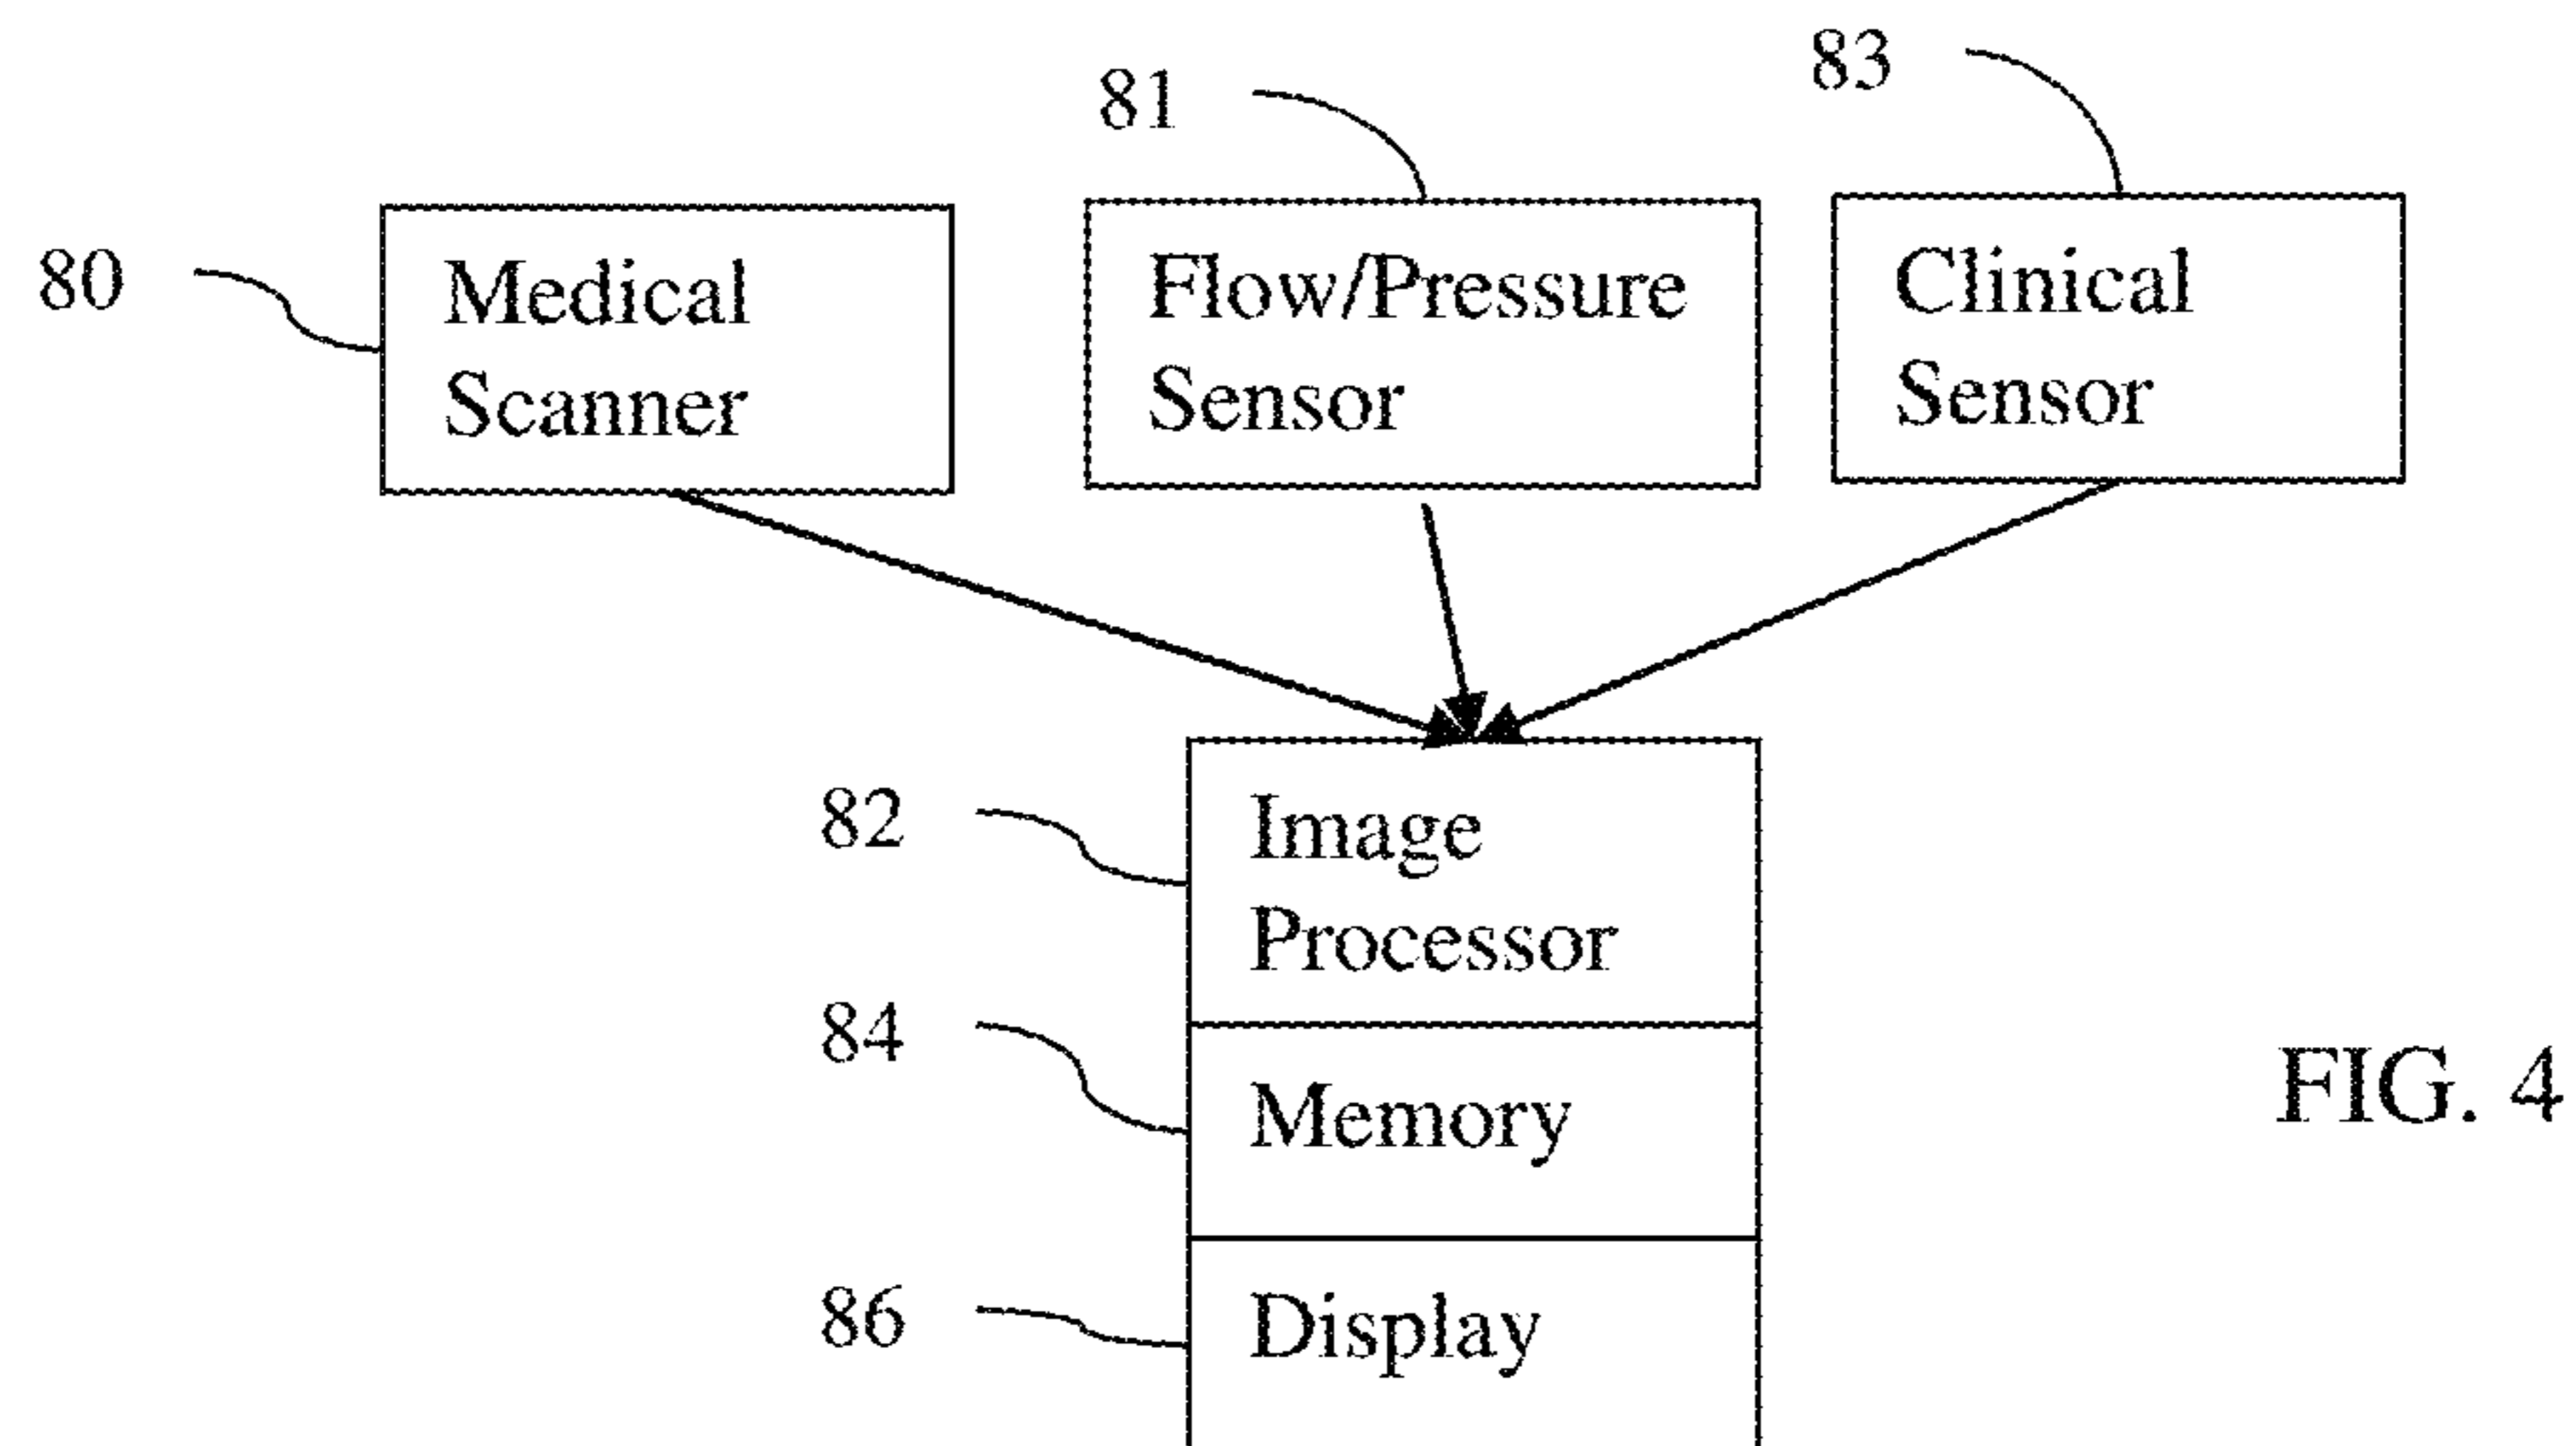 83
81
80
Medical
Scanner
Flow/Pressure
Sensor
Clinical
Sensor
82
Image
Processor
84
Memory
FIG. 4
86
Display